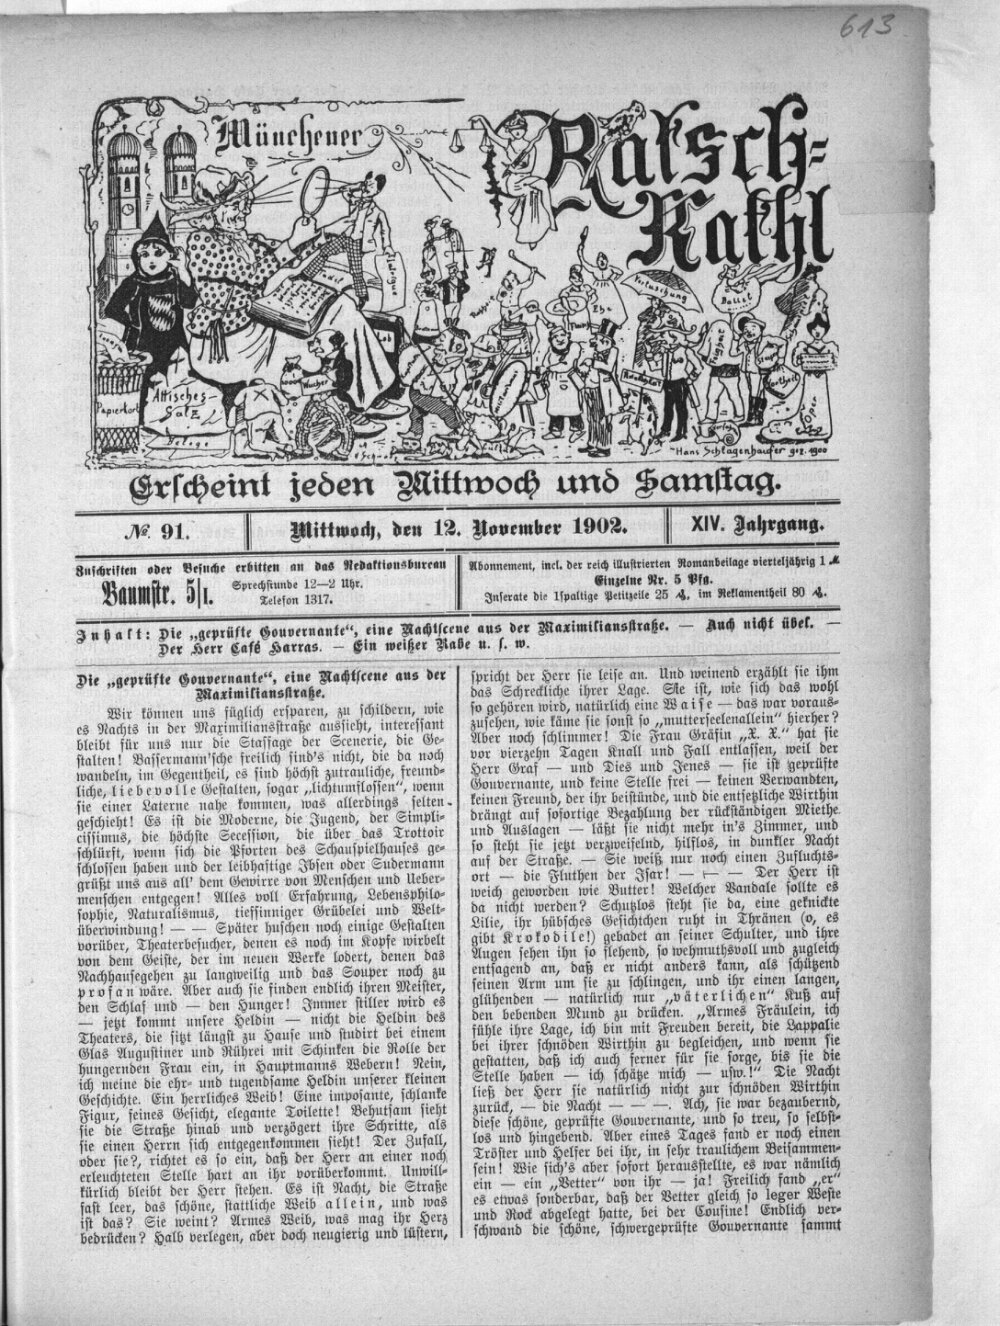 613
Münchener
Ratsch-
Kathl
Vertuschung
Ballast
Wucher
Attisches-
Salz
Papierkorb
Beloge
Hans Schlagenhaufer gez. 1900
Erscheint jeden Mittwoch und Samstag.
№ 91.
Mittwoch, den 12. November 1902.
XIV. Jahrgang.
Zuschriften oder Besuche erbitten an das Redaktionsbureau
Baumstr. 5/I.
Sprechstunde 12—2 Uhr.
Telefon 1317.
Abonnement, incl. der reich illustrierten Romanbeilage vierteljährig 1 ℳ
Einzelne Nr. 5 Pfg.
Inserate die 1spaltige Petitzeile 25 ₰, im Reklamentheil 80 ₰.
Inhalt: Die „geprüfte Gouvernante“, eine Nachtscene aus der Maximiliansstraße. — Auch nicht übel. —
Der Herr Café Harras. — Ein weißer Rabe u. s. w.
Die „geprüfte Gouvernante“, eine Nachtscene aus der
Maximiliansstraße.
Wir können uns füglich ersparen, zu schildern, wie
es Nachts in der Maximiliansstraße aussieht, interessant
bleibt für uns nur die Staffage der Scenerie, die Ge-
stalten! Bassermann'sche freilich sind's nicht, die da noch
wandeln, im Gegentheil, es sind höchst zutrauliche, freund-
liche, liebevolle Gestalten, sogar „lichtumflossen“, wenn
sie einer Laterne nahe kommen, was allerdings selten
geschieht! Es ist die Moderne, die Jugend, der Simpli-
cissimus, die höchste Secession, die über das Trottoir
schlürft, wenn sich die Pforten des Schauspielhauses ge-
schlossen haben und der leibhaftige Ibsen oder Sudermann
grüßt uns aus all' dem Gewirre von Menschen und Ueber-
menschen entgegen! Alles voll Erfahrung, Lebensphilo-
sophie, Naturalismus, tiefsinniger Grübelei und Welt-
überwindung! — — Später huschen noch einige Gestalten
vorüber, Theaterbesucher, denen es noch im Kopfe wirbelt
von dem Geiste, der im neuen Werke lodert, denen das
Nachhausegehen zu langweilig und das Souper noch zu
profan wäre. Aber auch sie finden endlich ihren Meister,
den Schlaf und — den Hunger! Immer stiller wird es
— jetzt kommt unsere Heldin — nicht die Heldin des
Theaters, die sitzt längst zu Hause und studirt bei einem
Glas Augustiner und Rührei mit Schinken die Rolle der
hungernden Frau ein, in Hauptmanns Webern! Nein,
ich meine die ehr- und tugendsame Heldin unserer kleinen
Geschichte. Ein herrliches Weib! Eine imposante, schlanke
Figur, feines Gesicht, elegante Toilette! Behutsam sieht
sie die Straße hinab und verzögert ihre Schritte, als
sie einen Herrn sich entgegenkommen sieht! Der Zufall,
oder sie?, richtet es so ein, daß der Herr an einer noch
erleuchteten Stelle hart an ihr vorüberkommt. Unwill-
kürlich bleibt der Herr stehen. Es ist Nacht, die Straße
fast leer, das schöne, stattliche Weib allein, und was
ist das? Sie weint? Armes Weib, was mag ihr Herz
bedrücken? Halb verlegen, aber doch neugierig und lüstern,
spricht der Herr sie leise an. Und weinend erzählt sie ihm
das Schreckliche ihrer Lage. Sie ist, wie sich das wohl
so gehören wird, natürlich eine Waise — das war voraus-
zusehen, wie käme sie sonst so „mutterseelenallein“ hierher?
Aber noch schlimmer! Die Frau Gräfin „X. X.“ hat sie
vor vierzehn Tagen Knall und Fall entlassen, weil der
Herr Graf — und Dies und Jenes — sie ist geprüfte
Gouvernante, und keine Stelle frei — keinen Verwandten,
keinen Freund, der ihr beistünde, und die entsetzliche Wirthin
drängt auf sofortige Bezahlung der rückständigen Miethe
und Auslagen — läßt sie nicht mehr in's Zimmer, und
so steht sie jetzt verzweifelnd, hilflos, in dunkler Nacht
auf der Straße. — Sie weiß nur noch einen Zufluchts-
ort — die Fluthen der Isar! — — — Der Herr ist
weich geworden wie Butter! Welcher Vandale sollte es
da nicht werden? Schutzlos steht sie da, eine geknickte
Lilie, ihr hübsches Gesichtchen ruht in Thränen (o, es
gibt Krokodile!) gebadet an seiner Schulter, und ihre
Augen sehen ihn so flehend, so wehmuthsvoll und zugleich
entsagend an, daß er nicht anders kann, als schützend
seinen Arm um sie zu schlingen, und ihr einen langen,
glühenden — natürlich nur „väterlichen“ Kuß auf
den bebenden Mund zu drücken. „Armes Fräulein, ich
fühle ihre Lage, ich bin mit Freuden bereit, die Lappalie
bei ihrer schnöden Wirthin zu begleichen, und wenn sie
gestatten, daß ich auch ferner für sie sorge, bis sie die
Stelle haben — ich schätze mich — usw.!“ Die Nacht
ließ der Herr sie natürlich nicht zur schnöden Wirthin
zurück, — die Nacht — — —. Ach, sie war bezaubernd,
diese schöne, geprüfte Gouvernante, und so treu, so selbst-
los und hingebend. Aber eines Tages fand er noch einen
Tröster und Helfer bei ihr, in sehr traulichem Beisammen-
sein! Wie sich's aber sofort herausstellte, es war nämlich
ein — ein „Vetter“ von ihr — ja! Freilich fand „er“
es etwas sonderbar, daß der Vetter gleich so leger Weste
und Rock abgelegt hatte, bei der Cousine! Endlich ver-
schwand die schöne, schwergeprüfte Gouvernante sammt